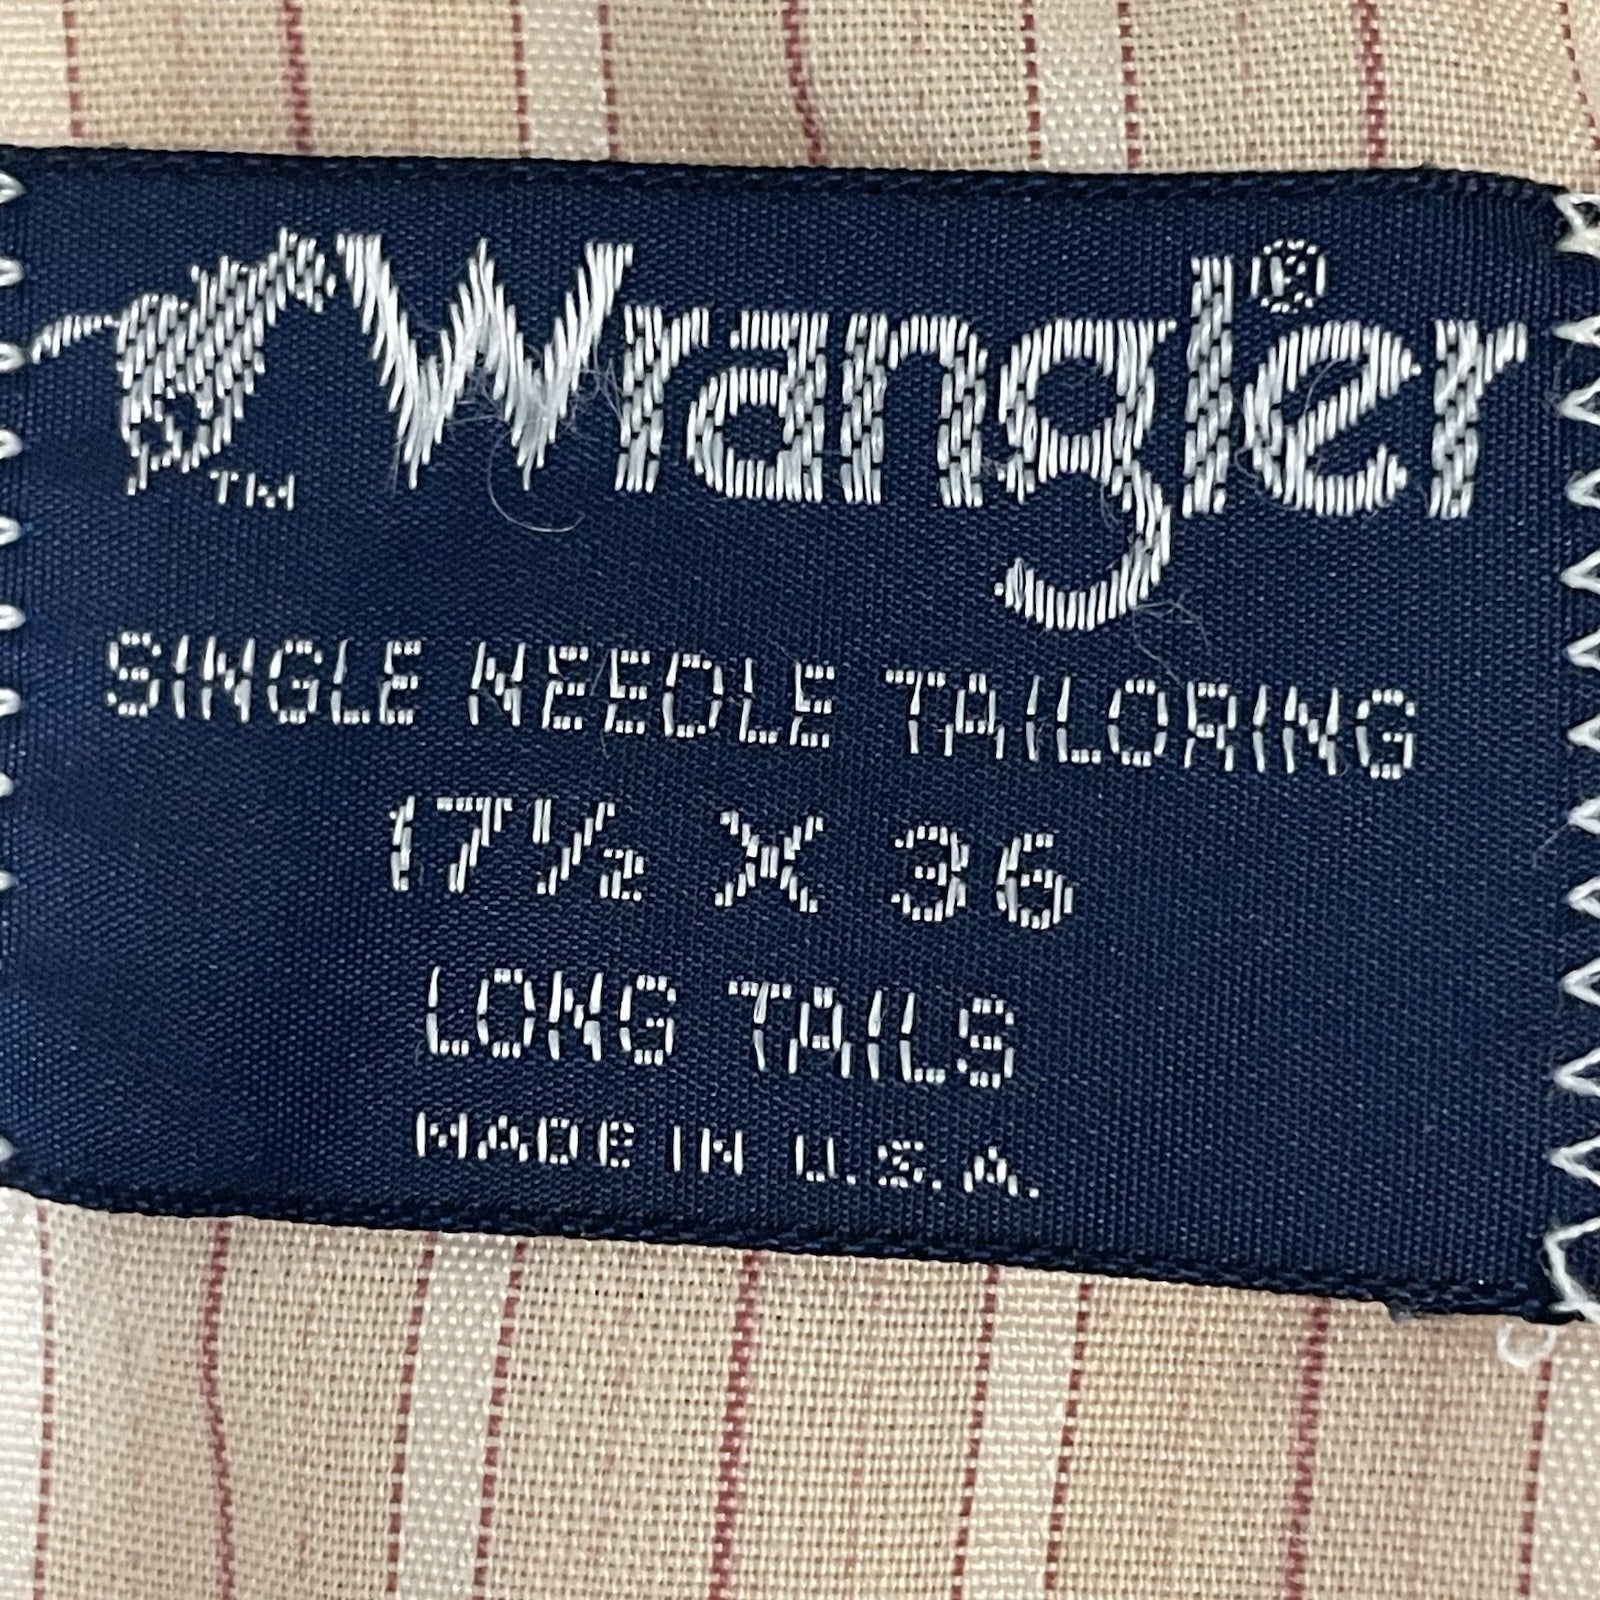 Wrangler®
TM
SINGLE NEEDLE TAILORING
17½ X 36
LONG TAILS
MADE IN U.S.A.